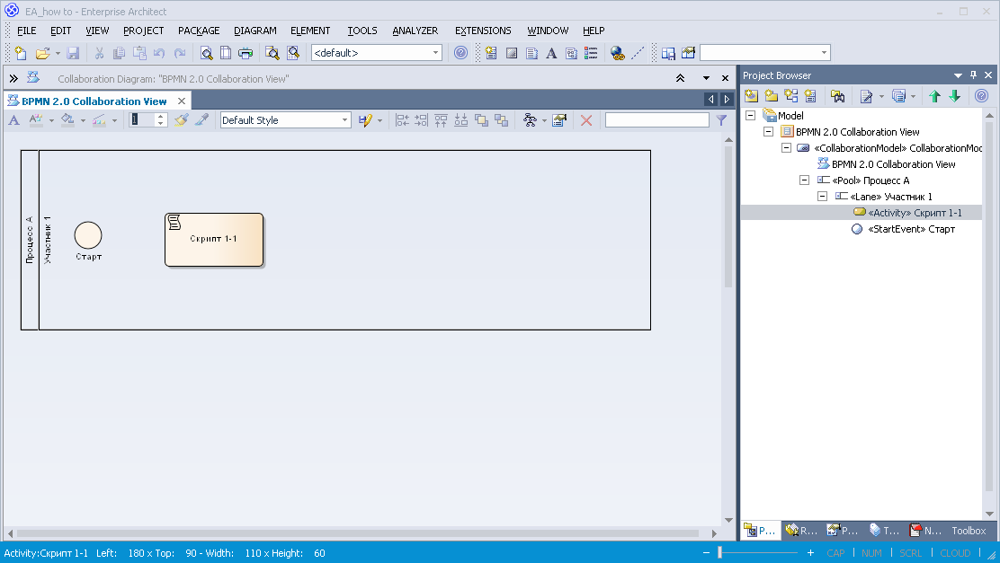 EA_how to - Enterprise Architect
FILE EDIT VIEW PROJECT PACKAGE DIAGRAM ELEMENT TOOLS ANALYZER EXTENSIONS WINDOW HELP
<default>
Collaboration Diagram: "BPMN 2.0 Collaboration View"
BPMN 2.0 Collaboration View
A
1
Default Style
Процесс A
Участник 1
Старт
Скрипт 1-1
Project Browser
Model
BPMN 2.0 Collaboration View
«CollaborationModel» CollaborationMoc
BPMN 2.0 Collaboration View
«Pool» Процесс А
«Lane» Участник 1
«Activity» Скрипт 1-1
«StartEvent» Старт
P... R... P... T... N... Toolbox
Activity:Скрипт 1-1 Left: 180 x Top: 90 - Width: 110 x Height: 60
CAP NUM SCRL CLOUD